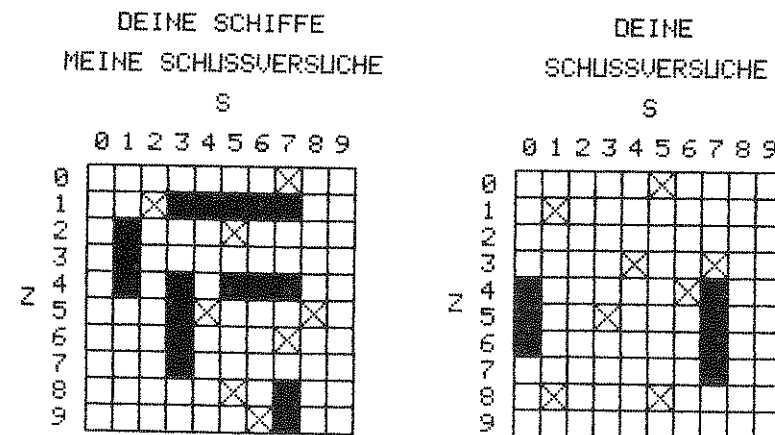 DEINE SCHIFFE
MEINE SCHUSSVERSUCHE
S
0 1 2 3 4 5 6 7 8 9
0
1
2
3
4
Z
5
6
7
8
9
DEINE
SCHUSSVERSUCHE
S
0 1 2 3 4 5 6 7 8 9
0
1
2
3
4
Z
5
6
7
8
9